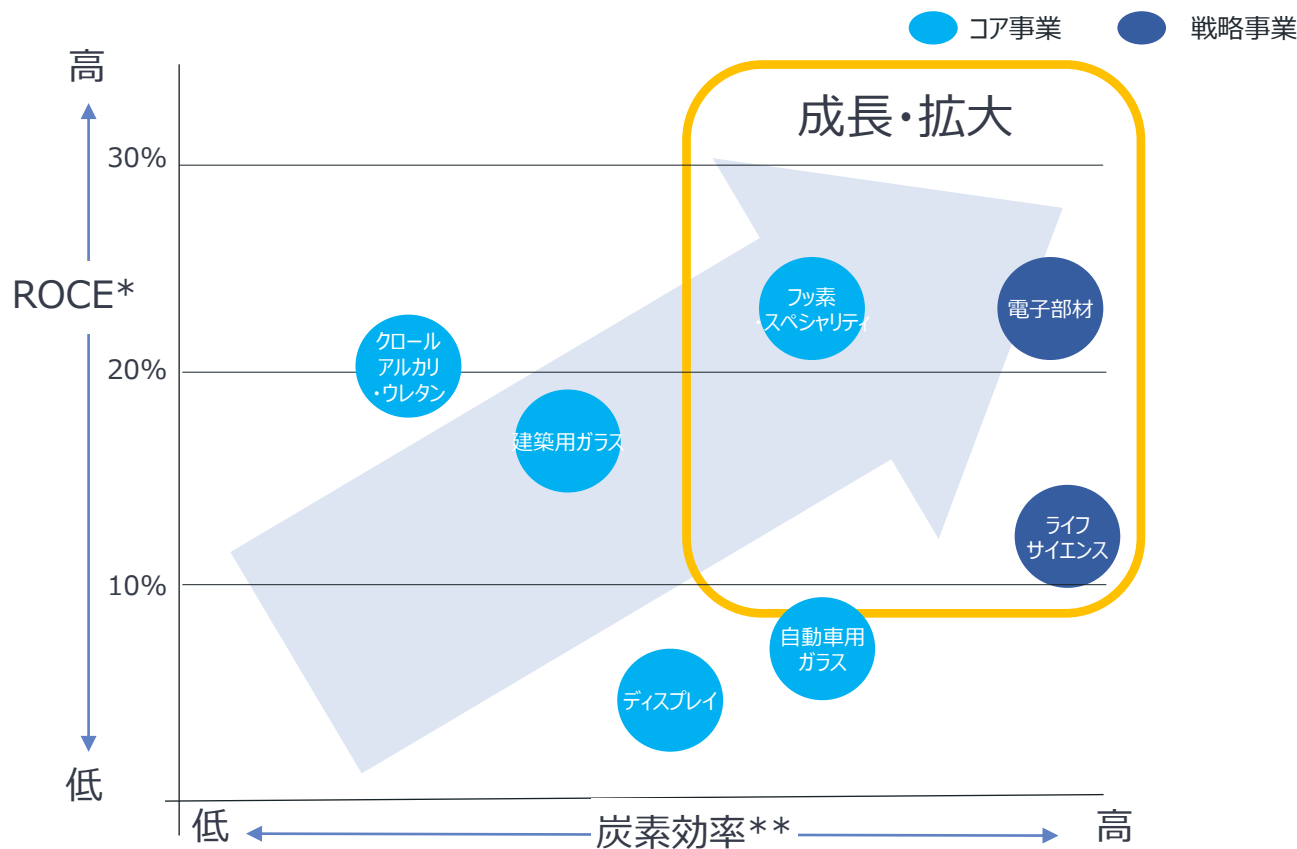 コア事業
戦略事業
高
成長・拡大
30%
ROCE*
フッ素
・スペシャリティ
電子部材
クロール
アルカリ
・ウレタン
20%
建築用ガラス
ライフ
サイエンス
10%
自動車用
ガラス
ディスプレイ
低
低
炭素効率**
高